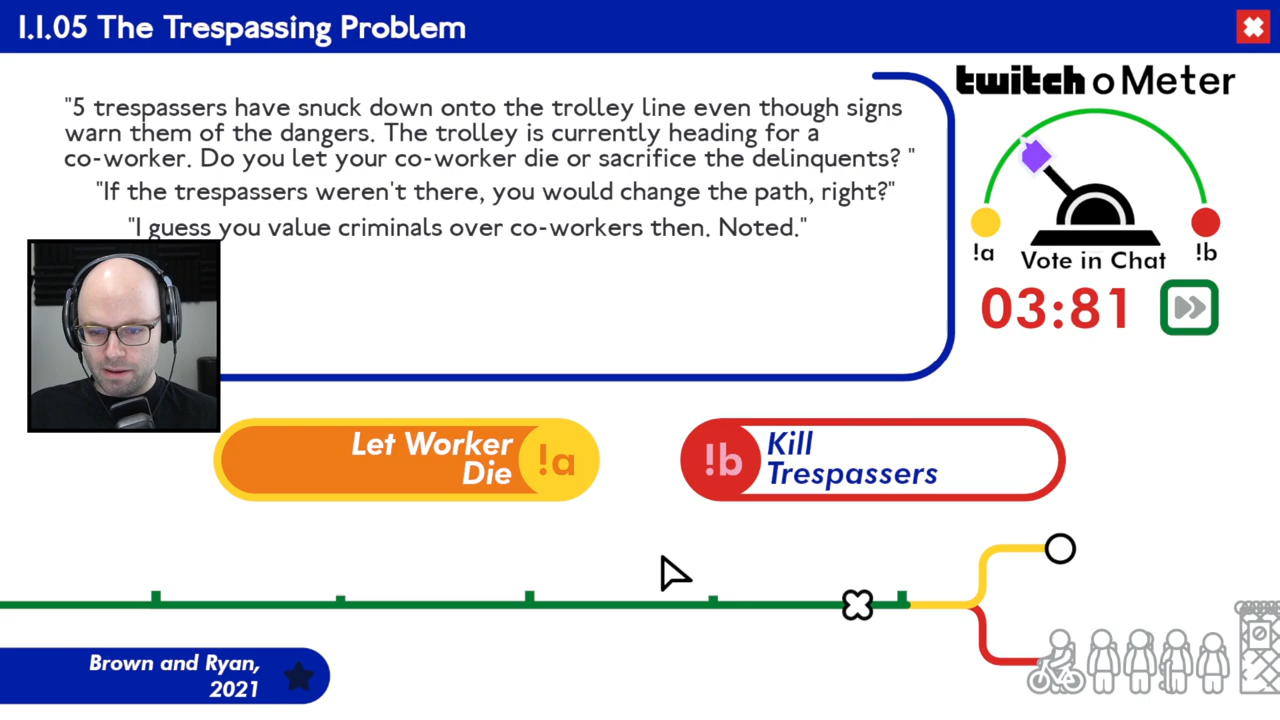 1.1.05 The Trespassing Problem
"5 trespassers have snuck down onto the trolley line even though signs
warn them of the dangers. The trolley is currently heading for a
co-worker. Do you let your co-worker die or sacrifice the delinquents? "
"If the trespassers weren't there, you would change the path, right?"
"I guess you value criminals over co-workers then. Noted."
twitch o Meter
!a
Vote in Chat
!b
03:81
Let Worker
Die
!a
!b
Kill
Trespassers
Brown and Ryan,
2021